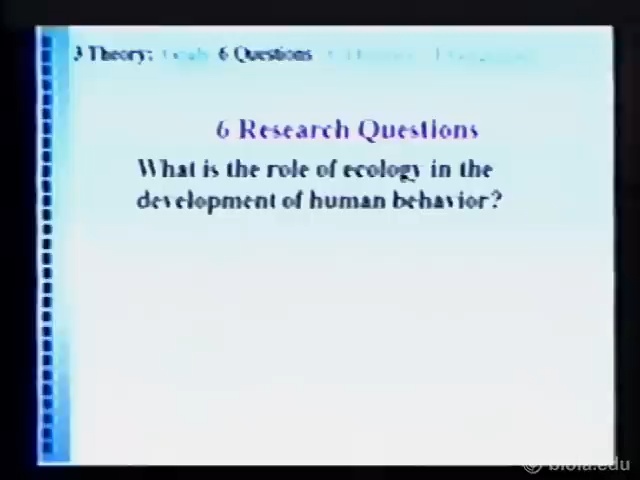 3 Theory: 6 Questions
6 Research Questions
What is the role of ecology in the
development of human behavior?
biola.edu